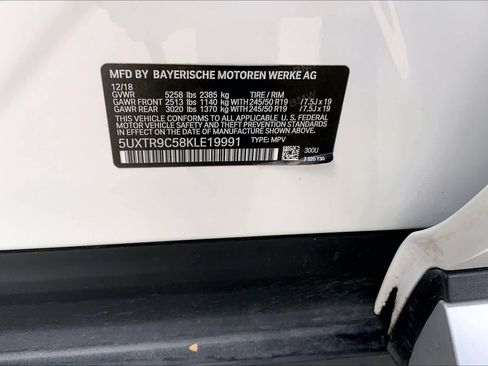 MFD BY BAYERISCHE MOTOREN WERKE AG
12/18
GVWR 5258 lbs 2385 kg TIRE / RIM
GAWR FRONT 2513 lbs 1140 kg WITH 245/50 R19 / 7.5J x 19
GAWR REAR 3020 lbs 1370 kg WITH 245/50 R19 / 7.5J x 19
THIS VEHICLE CONFORMS TO ALL APPLICABLE U.S. FEDERAL
MOTOR VEHICLE SAFETY STANDARDS IN EFFECT
ON THE DATE OF MANUFACTURE SHOWN ABOVE.
5UXTR9C58KLE19991 TYPE: MPV
300U